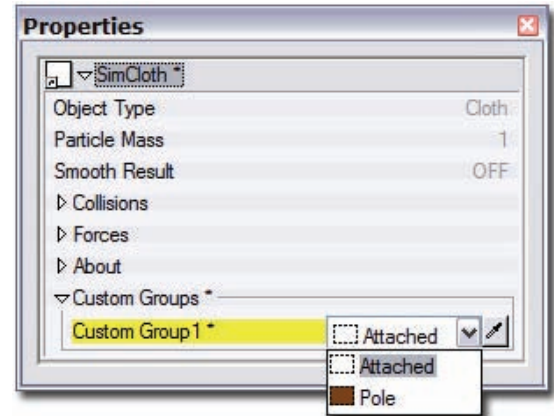 Properties
SimCloth *
Object Type Cloth
Particle Mass 1
Smooth Result OFF
Collisions
Forces
About
Custom Groups *
Custom Group1 * Attached
Attached
Pole